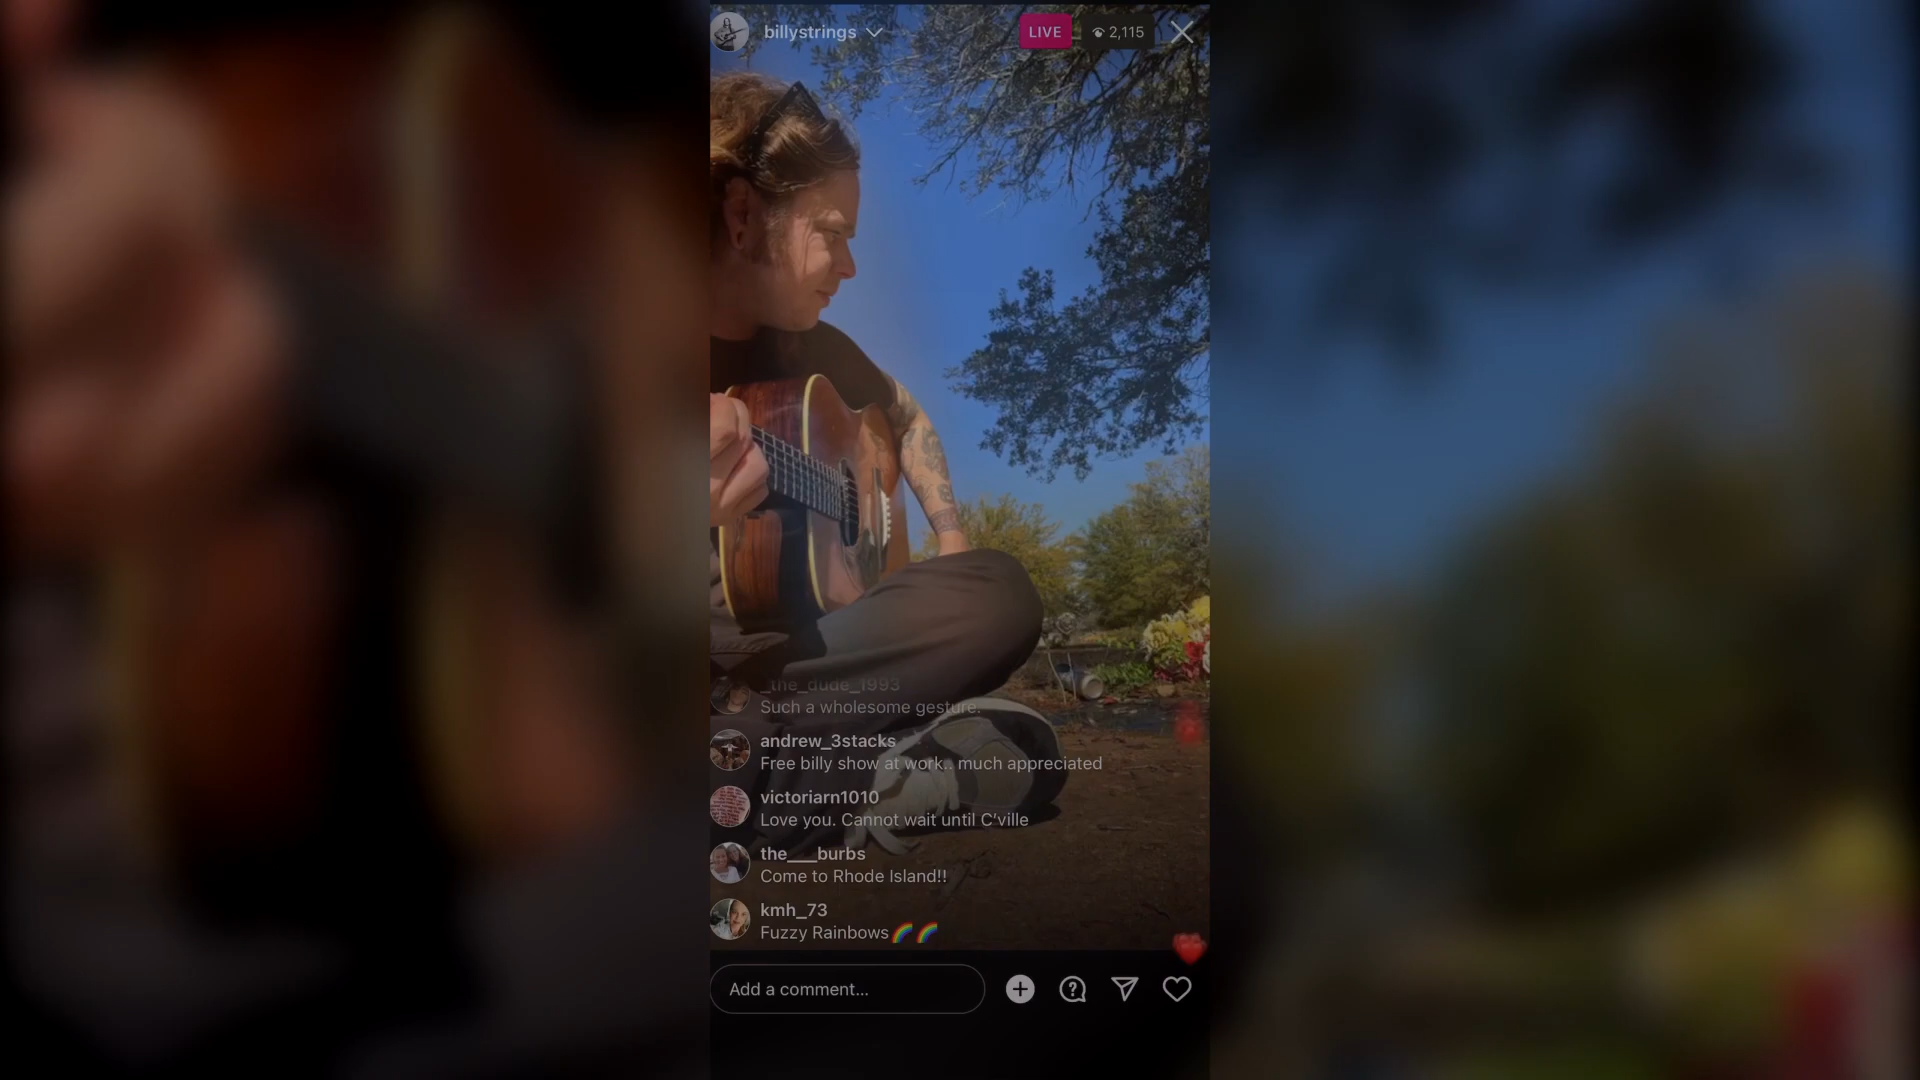 billystrings
LIVE
2,115
_the_dude_1993
Such a wholesome gesture.
andrew_3stacks
Free billy show at work.. much appreciated
victoriarn1010
Love you. Cannot wait until C'ville
the___burbs
Come to Rhode Island!!
kmh_73
Fuzzy Rainbows🌈🌈
Add a comment...